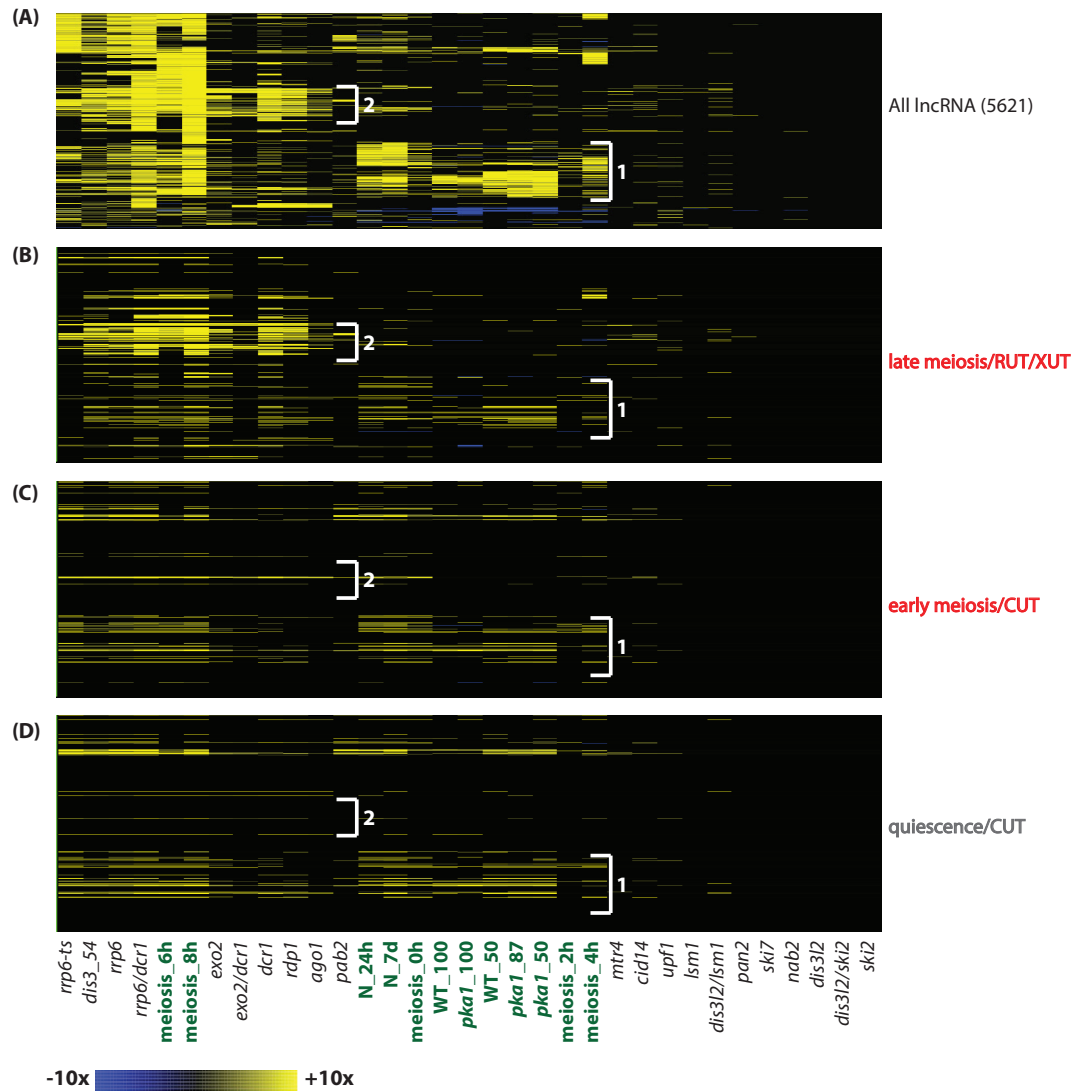 (A)
2
1
All lncRNA (5621)
(B)
2
1
late meiosis/RUT/XUT
(C)
2
1
early meiosis/CUT
(D)
2
1
quiescence/CUT
rrp6-ts
dis3_54
rrp6
rrp6/dcr1
meiosis_6h
meiosis_8h
exo2
exo2/dcr1
dcr1
rdp1
ago1
pab2
N_24h
N_7d
meiosis_0h
WT_100
pka1_100
WT_50
pka1_87
pka1_50
meiosis_2h
meiosis_4h
mtr4
cid14
upf1
lsm1
dis3l2/lsm1
pan2
ski7
nab2
dis3l2
dis3l2/ski2
ski2
-10x
+10x